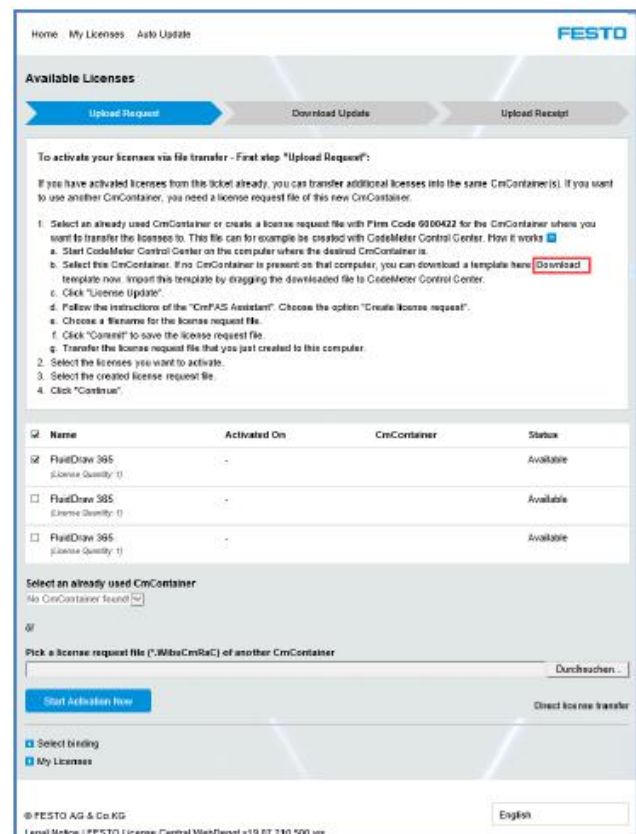 Home My Licenses Auto Update
FESTO
Available Licenses
Upload Request Download Update Upload Receipt
To activate your licenses via file transfer - First step "Upload Request":
If you have activated licenses from this ticket already, you can transfer additional licenses into the same CmContainer(s). If you want
to use another CmContainer, you need a license request file of this new CmContainer.
1. Select an already used CmContainer or create a license request file with Firm Code 6000422 for the CmContainer where you
want to transfer the licenses to. This file can for example be created with CodeMeter Control Center. How it works
a. Start CodeMeter Control Center on the computer where the desired CmContainer is.
b. Select this CmContainer. If no CmContainer is present on that computer, you can download a template here: Download
template now. Import this template by dragging the downloaded file to CodeMeter Control Center.
c. Click "License Update".
d. Follow the instructions of the "CmFAS Assistant". Choose the option "Create license request".
e. Choose a filename for the license request file.
f. Click "Commit" to save the license request file.
g. Transfer the license request file that you just created to this computer.
2. Select the licenses you want to activate.
3. Select the created license request file.
4. Click "Continue".
Name Activated On CmContainer Status
FluidDraw 365 - Available
(License Quantity: 1)
FluidDraw 365 - Available
(License Quantity: 1)
FluidDraw 365 - Available
(License Quantity: 1)
Select an already used CmContainer
No CmContainer found!
or
Pick a license request file (*.WibuCmRaC) of another CmContainer
Durchsuchen...
Start Activation Now
Direct license transfer
Select binding
My Licenses
© FESTO AG & Co.KG
English
Legal Notice | FESTO License Central WebDepot